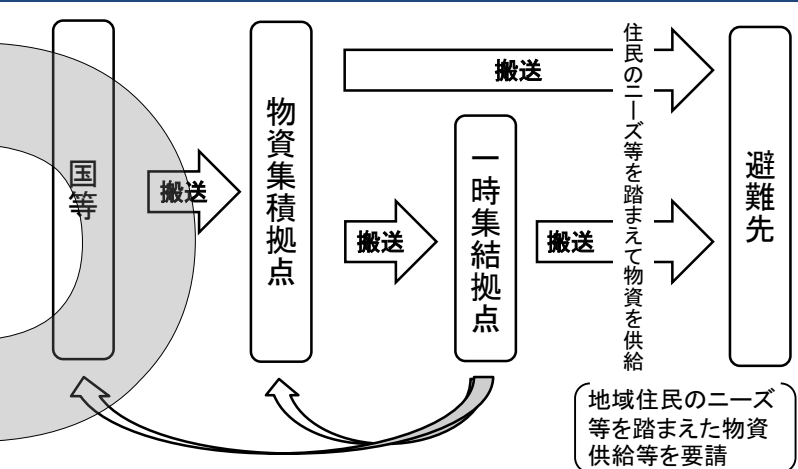 国等
搬送
物資集積拠点
搬送
搬送
一時集結拠点
搬送
住民のニーズ等を踏まえて物資を供給
避難先
地域住民のニーズ
等を踏まえた物資
供給等を要請